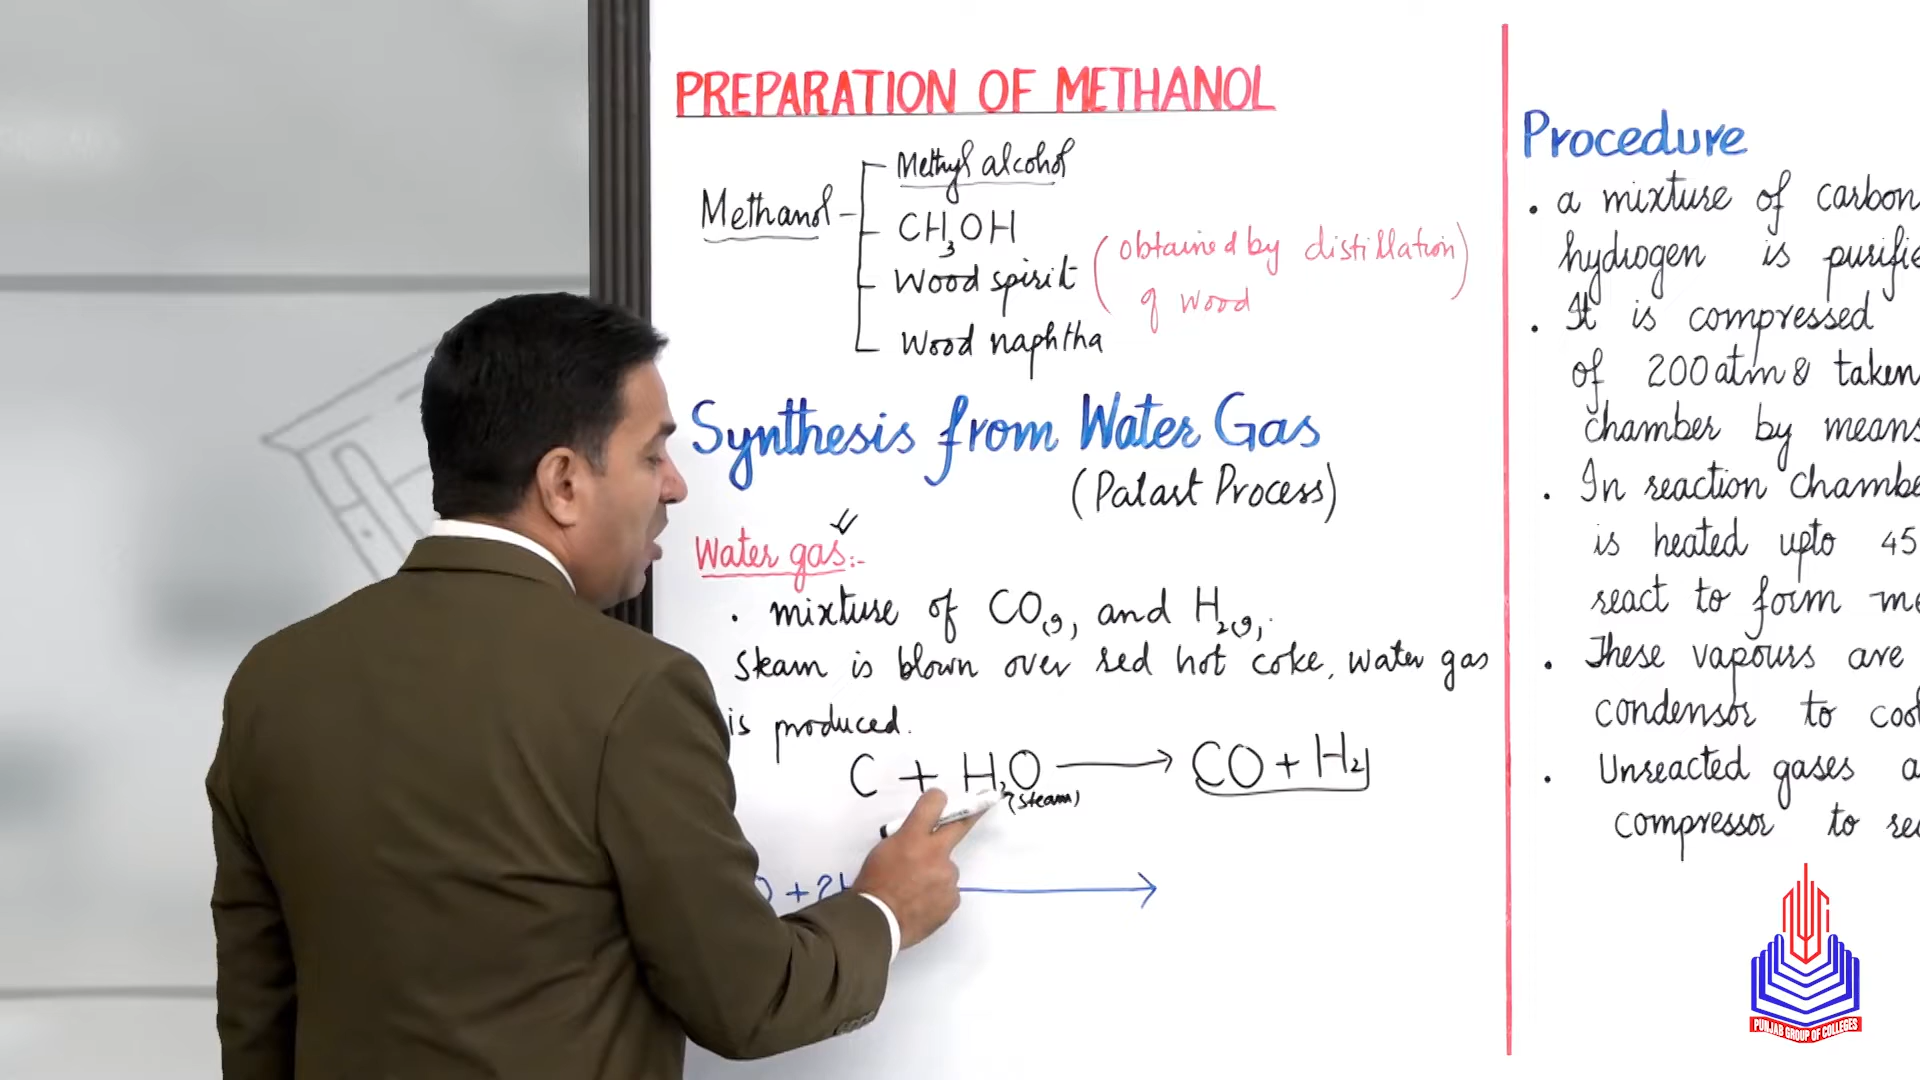 PREPARATION OF METHANOL
Methanol
Methyl alcohol
CH₃OH
Wood spirit
(obtained by distillation
of wood)
Wood naphtha
Synthesis from Water Gas
(Patart Process)
Water gas:-
. mixture of CO(g), and H₂(g),.
Steam is blown over red hot coke, water gas
is produced.
C + H₂O ⟶ CO + H₂
(steam)
+ 2
Procedure
. a mixture of carbon
hydrogen is purifie
. It is compressed
of 200atm & taken
chamber by means
. In reaction chambe
is heated upto 45
react to form me
. These vapours are
condensor to cool
. Unreacted gases a
compressor to rea
PUNJAB GROUP OF COLLEGES